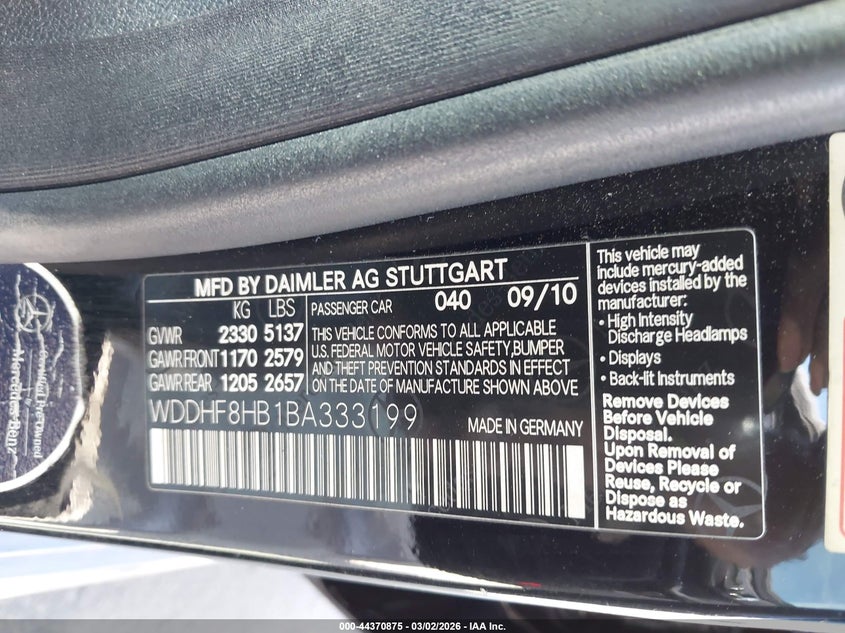 MFD BY DAIMLER AG STUTTGART
KG LBS
GVWR 2330 5137
GAWR FRONT 1170 2579
GAWR REAR 1205 2657
PASSENGER CAR 040 09/10
THIS VEHICLE CONFORMS TO ALL APPLICABLE
U.S. FEDERAL MOTOR VEHICLE SAFETY,BUMPER
AND THEFT PREVENTION STANDARDS IN EFFECT
ON THE DATE OF MANUFACTURE SHOWN ABOVE
WDDHF8HB1BA333199
MADE IN GERMANY
This vehicle may
include mercury-added
devices installed by the
manufacturer:
• High Intensity
Discharge Headlamps
• Displays
• Back-lit Instruments
Remove Devices
Before Vehicle
Disposal.
Upon Removal of
Devices Please
Reuse, Recycle or
Dispose as
Hazardous Waste.
Mercedes-Benz
Certified Pre-Owned
000-44370875 - 03/02/2026 - IAA Inc.